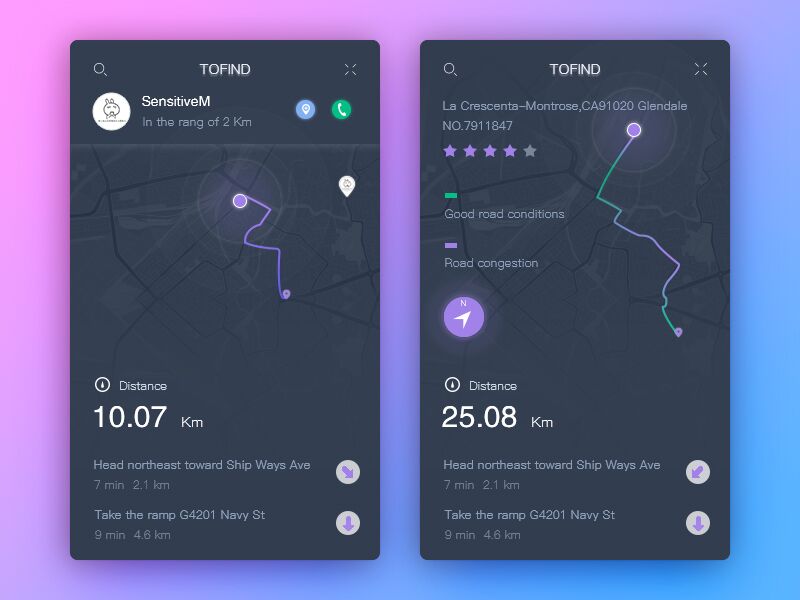 TOFIND
SensitiveM
In the rang of 2 Km
Distance
10.07 Km
Head northeast toward Ship Ways Ave
7 min 2.1 km
Take the ramp G4201 Navy St
9 min 4.6 km
TOFIND
La Crescenta-Montrose,CA91020 Glendale
NO.7911847
Good road conditions
Road congestion
N
Distance
25.08 Km
Head northeast toward Ship Ways Ave
7 min 2.1 km
Take the ramp G4201 Navy St
9 min 4.6 km